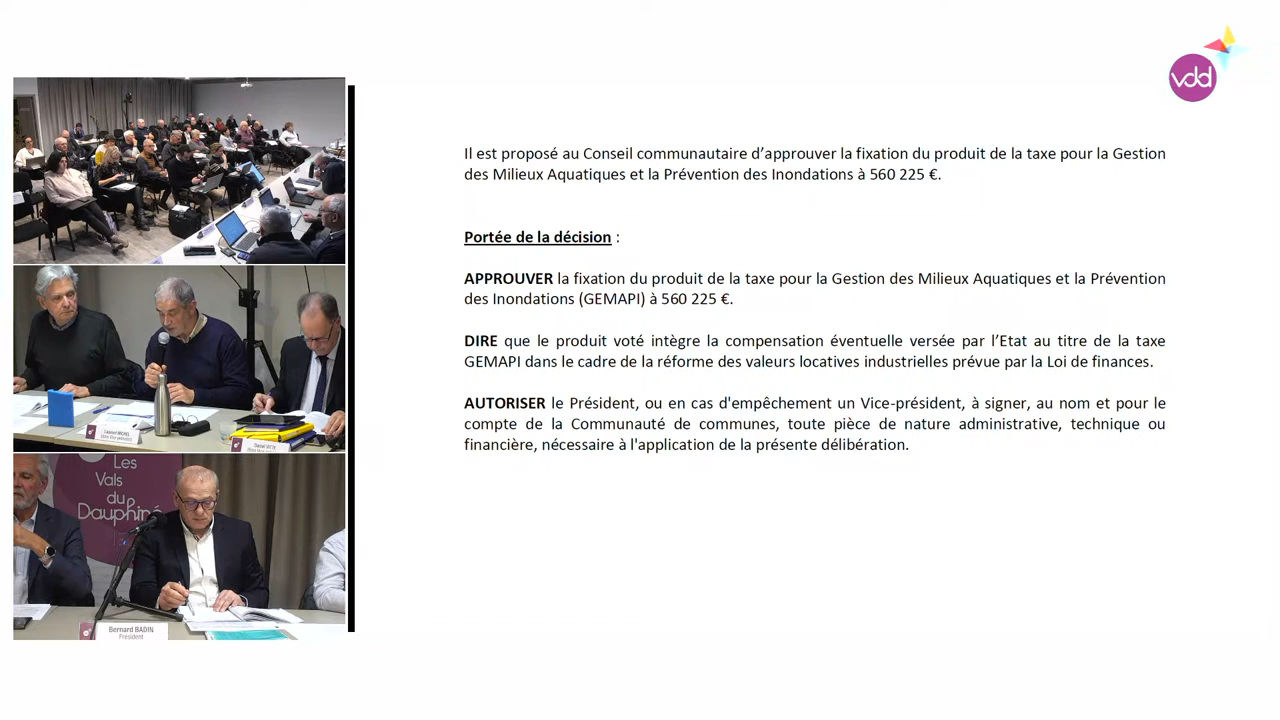 vdd
Il est proposé au Conseil communautaire d’approuver la fixation du produit de la taxe pour la Gestion
des Milieux Aquatiques et la Prévention des Inondations à 560 225 €.
Portée de la décision :
APPROUVER la fixation du produit de la taxe pour la Gestion des Milieux Aquatiques et la Prévention
des Inondations (GEMAPI) à 560 225 €.
DIRE que le produit voté intègre la compensation éventuelle versée par l’Etat au titre de la taxe
GEMAPI dans le cadre de la réforme des valeurs locatives industrielles prévue par la Loi de finances.
AUTORISER le Président, ou en cas d'empêchement un Vice-président, à signer, au nom et pour le
compte de la Communauté de communes, toute pièce de nature administrative, technique ou
financière, nécessaire à l'application de la présente délibération.
Les
Vals
du
Dauphiné
Bernard BADIN
Président